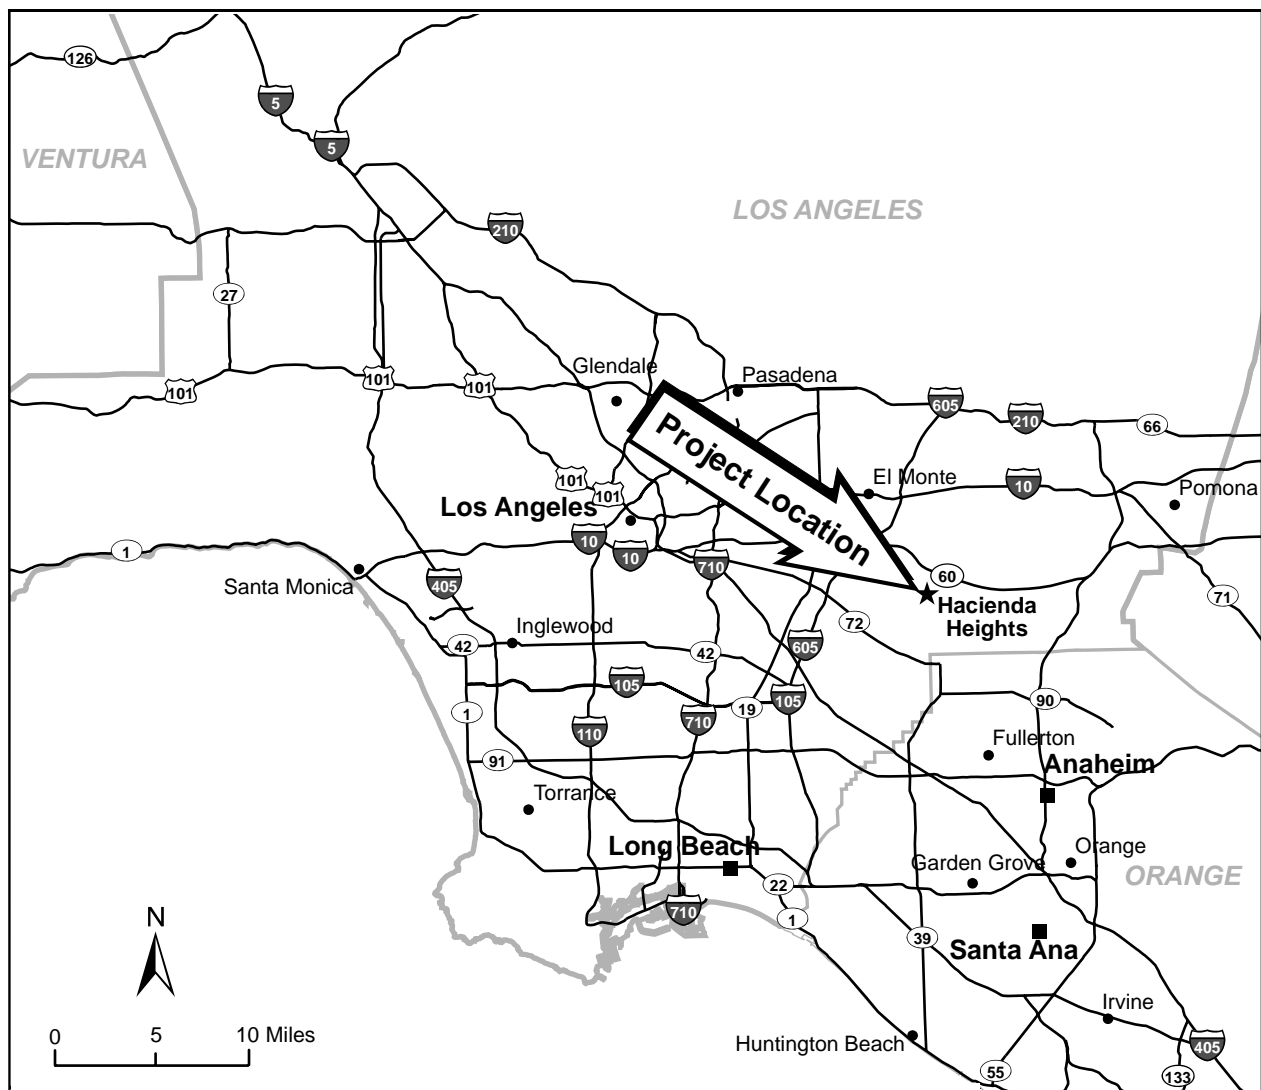 126
5
5
VENTURA
LOS ANGELES
210
27
Glendale
Pasadena
101
101
101
605
210
66
Project Location
El Monte
101
101
10
Pomona
Los Angeles
1
10
10
710
60
Santa Monica
405
Hacienda
Heights
71
72
Inglewood
42
42
605
105
105
90
1
19
710
110
Fullerton
91
Anaheim
Torrance
Long Beach
Orange
Garden Grove
ORANGE
22
710
1
39
Santa Ana
N
Irvine
0 5 10 Miles
Huntington Beach
405
55
133